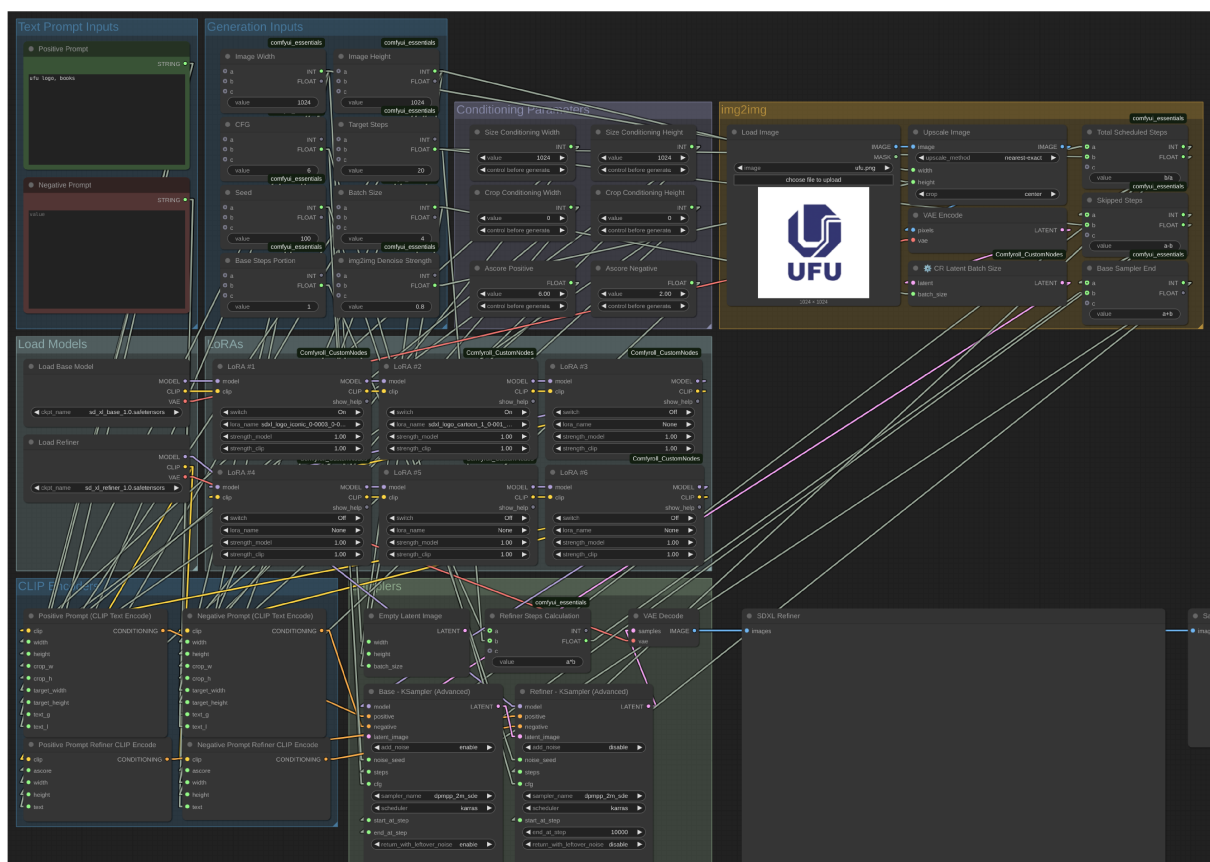 Text Prompt Inputs
Positive Prompt
STRING
ufu logo, books
Negative Prompt
STRING
value
Generation Inputs
comfyui_essentials
comfyui_essentials
Image Width
Image Height
a INT
b FLOAT
c
value 1024
a INT
b FLOAT
c
value 1024
comfyui_essentials
CFG
Target Steps
a INT
b FLOAT
c
value 6
a INT
b FLOAT
c
value 20
comfyui_essentials
comfyui_essentials
Seed
Batch Size
a INT
b FLOAT
c
value 100
a INT
b FLOAT
c
value 4
comfyui_essentials
comfyui_essentials
Base Steps Portion
img2img Denoise Strength
a INT
b FLOAT
c
value 1
a INT
b FLOAT
c
value 0.8
Conditioning Parameters
Size Conditioning Width
INT
value 1024
control before generate
Size Conditioning Height
INT
value 1024
control before generate
Crop Conditioning Width
INT
value 0
control before generate
Crop Conditioning Height
INT
value 0
control before generate
Ascore Positive
FLOAT
value 6.00
control before generate
Ascore Negative
FLOAT
value 2.00
control before generate
img2img
Load Image
IMAGE
MASK
image ufu.png
choose file to upload
UFU
1024 × 1024
Upscale Image
image IMAGE
width
height
upscale_method nearest-exact
crop center
VAE Encode
pixels LATENT
vae
Comfyroll_CustomNodes
CR Latent Batch Size
latent LATENT
batch_size
comfyui_essentials
Total Scheduled Steps
a INT
b FLOAT
c
value b/a
comfyui_essentials
Skipped Steps
a INT
b FLOAT
c
value a-b
comfyui_essentials
Base Sampler End
a INT
b FLOAT
c
value a+b
Load Models
Load Base Model
MODEL
CLIP
VAE
ckpt_name sd_xl_base_1.0.safetensors
Load Refiner
MODEL
CLIP
VAE
ckpt_name sd_xl_refiner_1.0.safetensors
LoRAs
Comfyroll_CustomNodes
LoRA #1
model MODEL
clip CLIP
show_help
switch On
lora_name sdxl_logo_iconic_0-0003_0-0...
strength_model 1.00
strength_clip 1.00
Comfyroll_CustomNodes
LoRA #2
model MODEL
clip CLIP
show_help
switch On
lora_name sdxl_logo_cartoon_1_0-001_...
strength_model 1.00
strength_clip 1.00
Comfyroll_CustomNodes
LoRA #3
model MODEL
clip CLIP
show_help
switch Off
lora_name None
strength_model 1.00
strength_clip 1.00
LoRA #4
model MODEL
clip CLIP
show_help
switch Off
lora_name None
strength_model 1.00
strength_clip 1.00
LoRA #5
model MODEL
clip CLIP
show_help
switch Off
lora_name None
strength_model 1.00
strength_clip 1.00
Comfyroll_CustomNodes
LoRA #6
model MODEL
clip CLIP
show_help
switch Off
lora_name None
strength_model 1.00
strength_clip 1.00
CLIP Encoders
Positive Prompt (CLIP Text Encode)
clip CONDITIONING
width
height
crop_w
crop_h
target_width
target_height
text_g
text_l
Negative Prompt (CLIP Text Encode)
clip CONDITIONING
width
height
crop_w
crop_h
target_width
target_height
text_g
text_l
Positive Prompt Refiner CLIP Encode
clip CONDITIONING
ascore
width
height
text
Negative Prompt Refiner CLIP Encode
clip CONDITIONING
ascore
width
height
text
Samplers
Empty Latent Image
LATENT
width
height
batch_size
comfyui_essentials
Refiner Steps Calculation
a INT
b FLOAT
c
value a*b
VAE Decode
samples IMAGE
vae
Base - KSampler (Advanced)
model LATENT
positive
negative
latent_image
add_noise enable
noise_seed
steps
cfg
sampler_name dpmpp_2m_sde
scheduler karras
start_at_step
end_at_step
return_with_leftover_noise enable
Refiner - KSampler (Advanced)
model LATENT
positive
negative
latent_image
add_noise disable
noise_seed
steps
cfg
sampler_name dpmpp_2m_sde
scheduler karras
start_at_step
end_at_step 10000
return_with_leftover_noise disable
SDXL Refiner
images
images